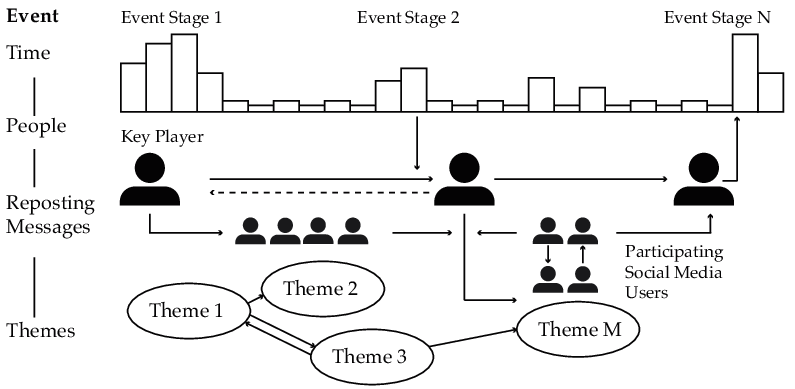 Event
Event Stage 1
Event Stage 2
Event Stage N
Time
People
Key Player
Reposting
Messages
Participating
Social Media
Users
Theme 2
Theme 1
Themes
Theme M
Theme 3